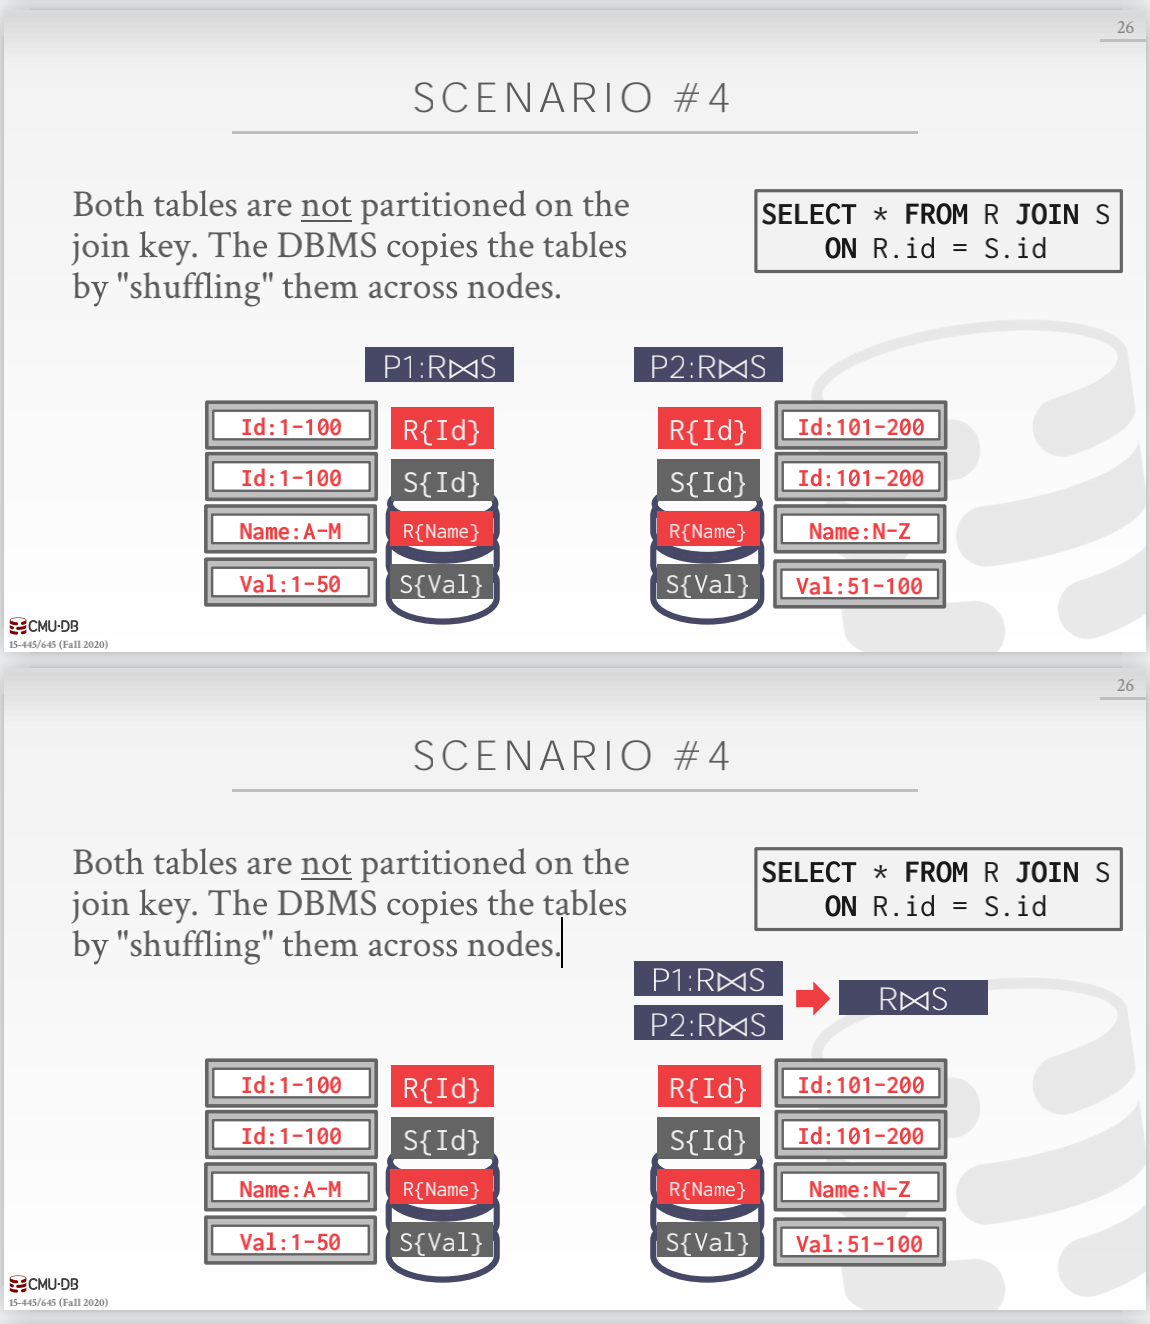 26
SCENARIO #4
Both tables are not partitioned on the
join key. The DBMS copies the tables
by "shuffling" them across nodes.
SELECT * FROM R JOIN S
ON R.id = S.id
P1:R⋈S
P2:R⋈S
Id:1-100 R{Id} R{Id} Id:101-200
Id:1-100 S{Id} S{Id} Id:101-200
Name:A-M R{Name} R{Name} Name:N-Z
Val:1-50 S{Val} S{Val} Val:51-100
CMU·DB
15-445/645 (Fall 2020)
26
SCENARIO #4
Both tables are not partitioned on the
join key. The DBMS copies the tables
by "shuffling" them across nodes.
SELECT * FROM R JOIN S
ON R.id = S.id
P1:R⋈S
P2:R⋈S
R⋈S
Id:1-100 R{Id} R{Id} Id:101-200
Id:1-100 S{Id} S{Id} Id:101-200
Name:A-M R{Name} R{Name} Name:N-Z
Val:1-50 S{Val} S{Val} Val:51-100
CMU·DB
15-445/645 (Fall 2020)